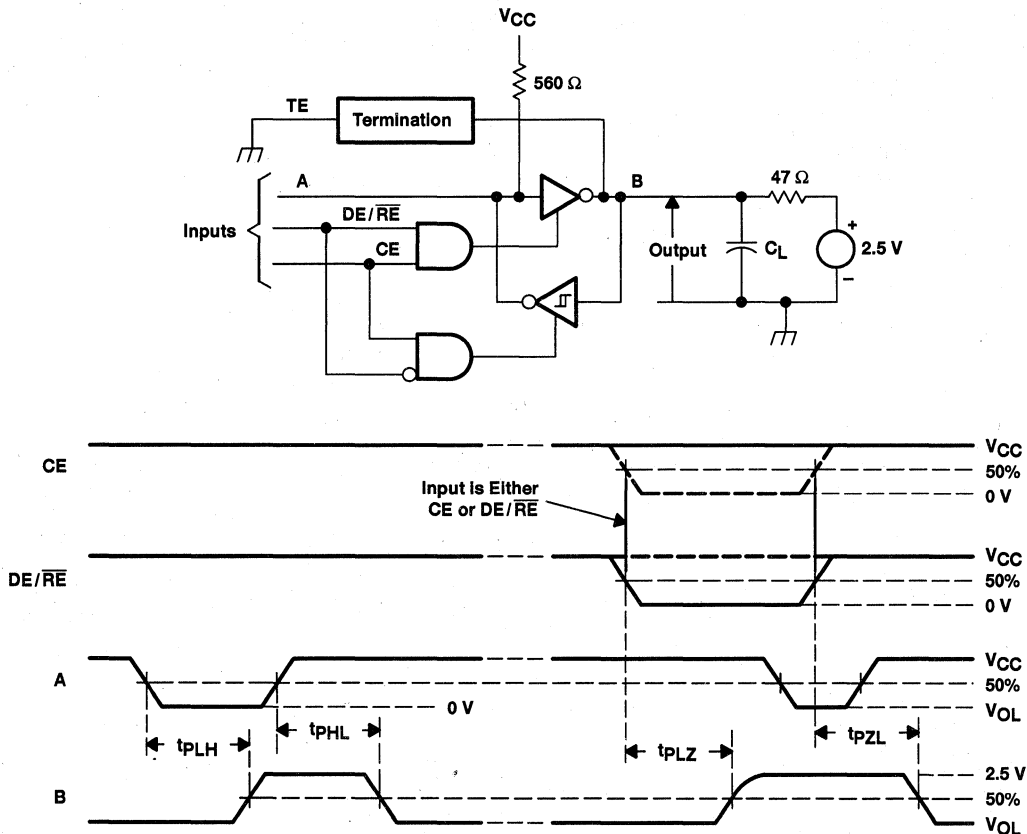 VCC
560 Ω
TE
Termination
A
B
47 Ω
DE/RE
Inputs
CE
Output
CL
+
2.5 V
−
CE
VCC
50%
0 V
Input is Either
CE or DE/RE
DE/RE
VCC
50%
0 V
A
VCC
50%
0 V
VOL
tPLH
tPHL
tPLZ
tPZL
B
2.5 V
50%
VOL